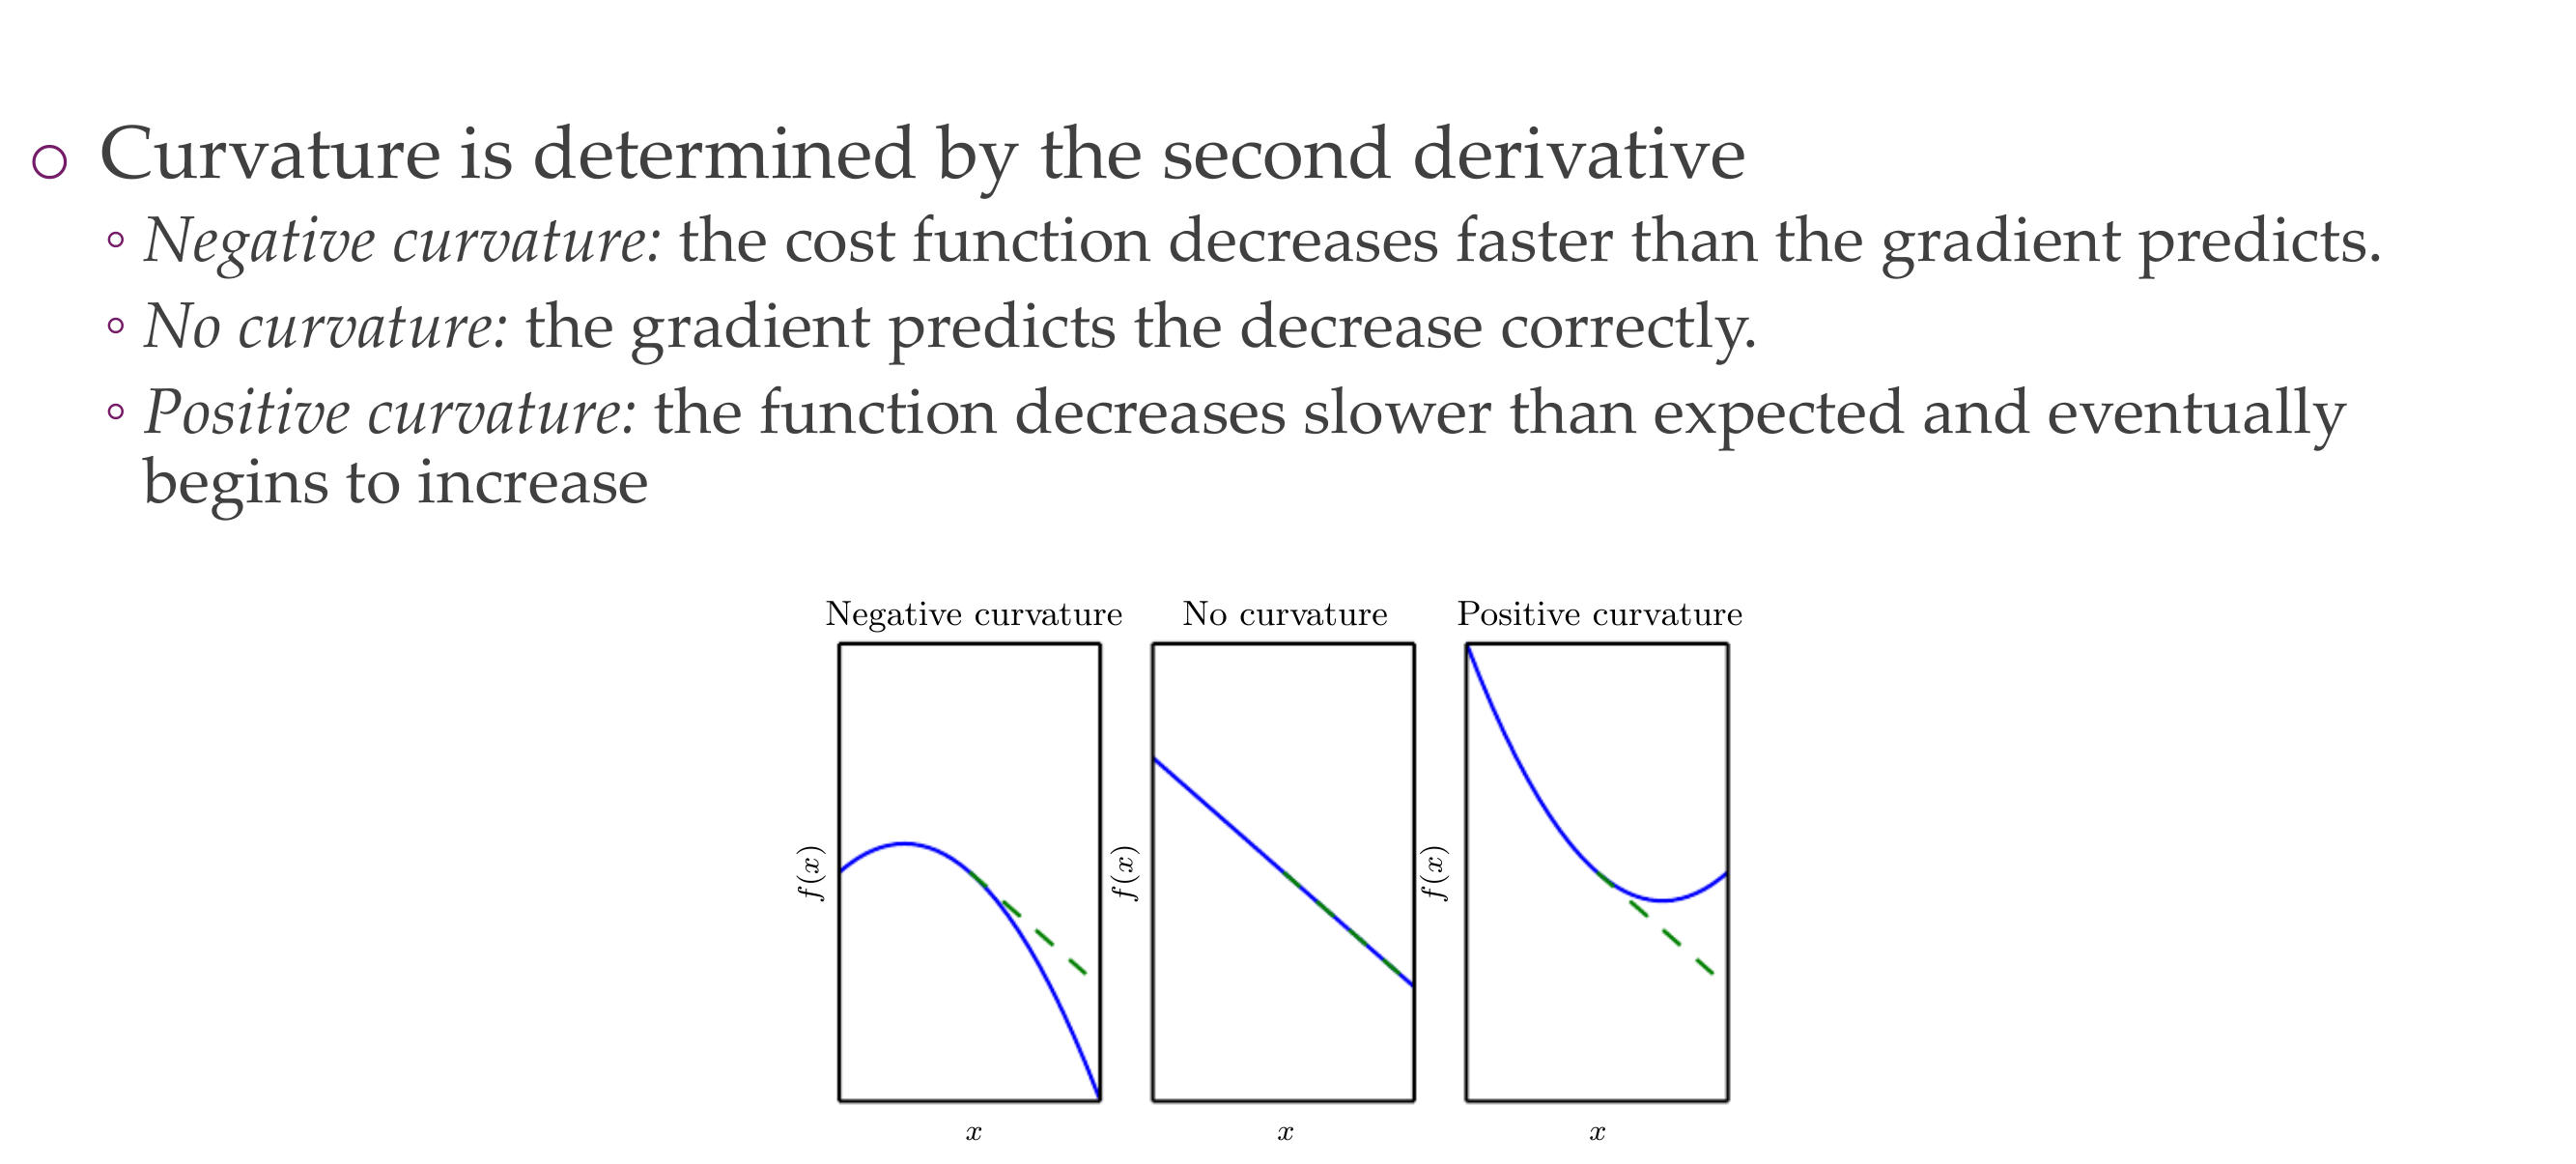 Curvature is determined by the second derivative
Negative curvature: the cost function decreases faster than the gradient predicts.
No curvature: the gradient predicts the decrease correctly.
Positive curvature: the function decreases slower than expected and eventually
begins to increase
Negative curvature
No curvature
Positive curvature
f(x)
f(x)
f(x)
x
x
x